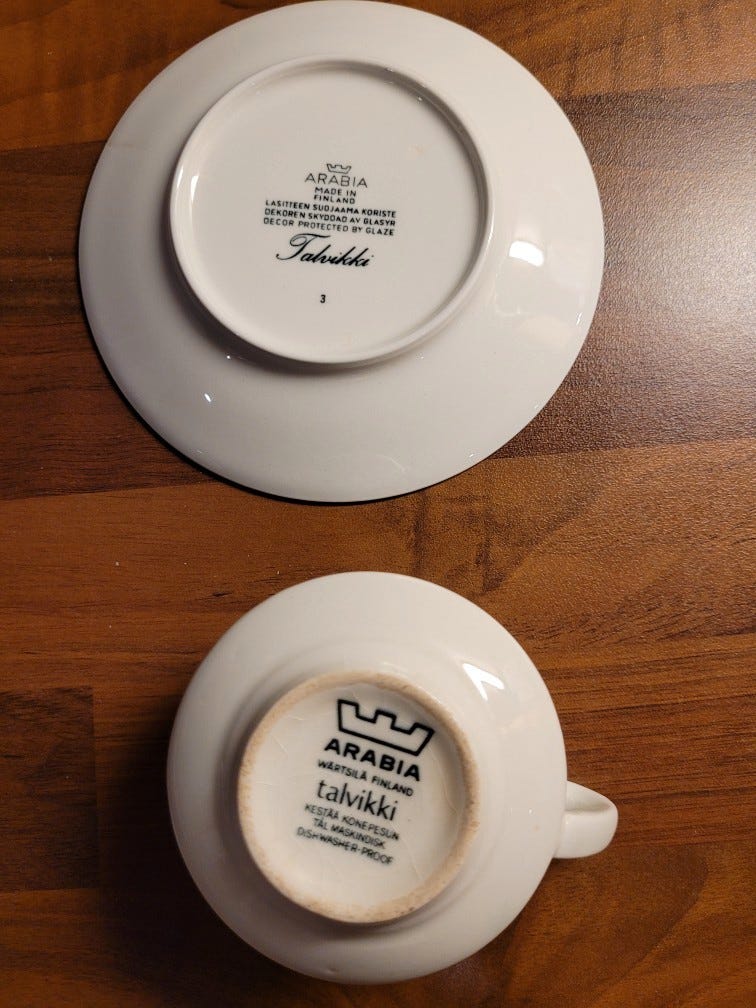 ARABIA
MADE IN
FINLAND
LASITTEEN SUOJAAMA KORISTE
DEKOREN SKYDDAD AV GLASYR
DECOR PROTECTED BY GLAZE
Talvikki
3
ARABIA
WÄRTSILÄ FINLAND
talvikki
KESTÄÄ KONEPESUN
TÅL MASKINDISK
DISHWASHER-PROOF